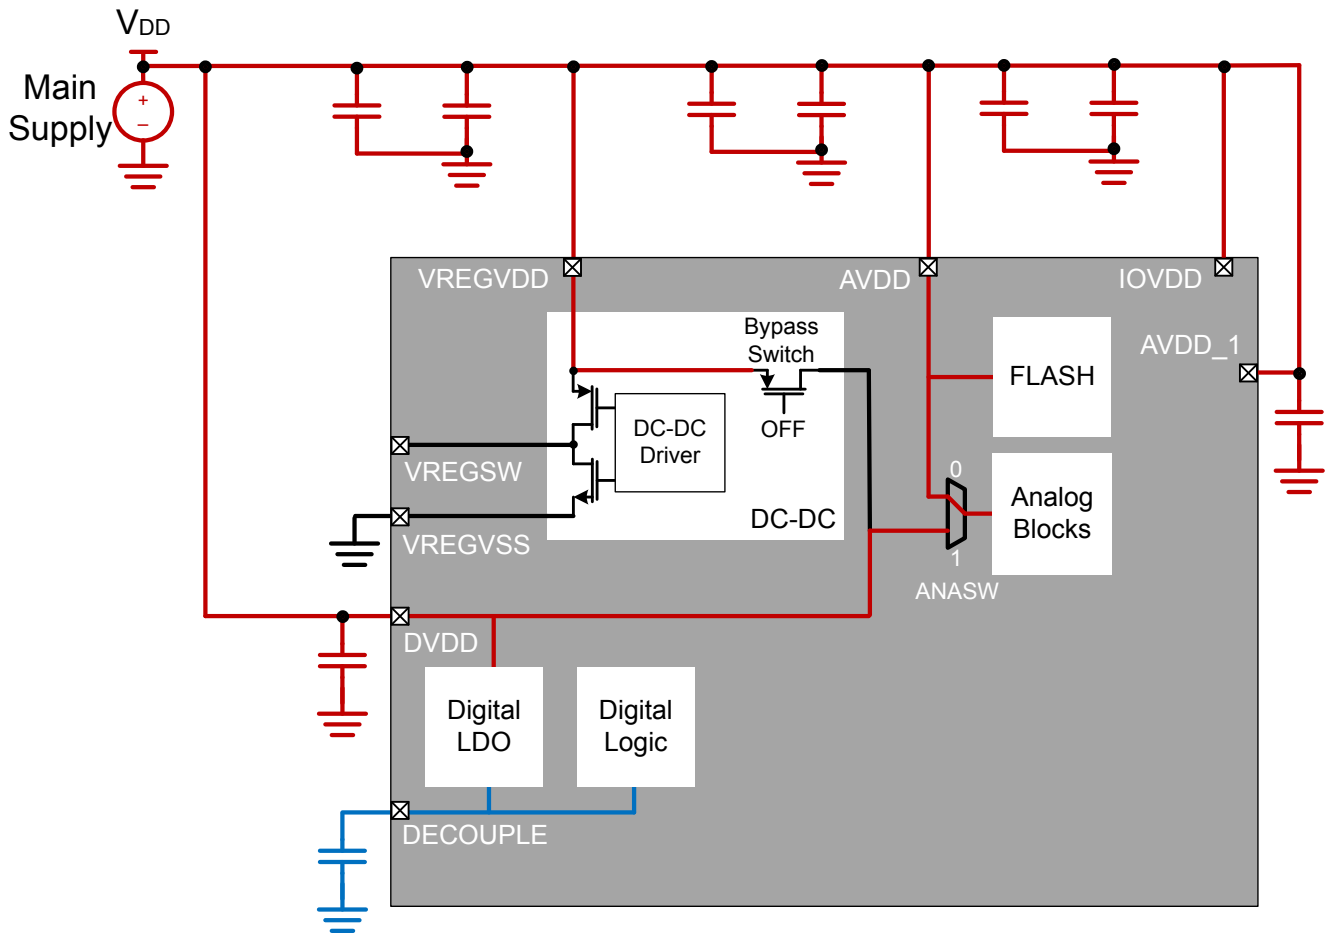 VDD
Main
Supply
+
–
VREGVDD
AVDD
IOVDD
Bypass
Switch
AVDD_1
FLASH
OFF
DC-DC
Driver
VREGSW
0
Analog
Blocks
DC-DC
VREGVSS
1
ANASW
DVDD
Digital
LDO
Digital
Logic
DECOUPLE